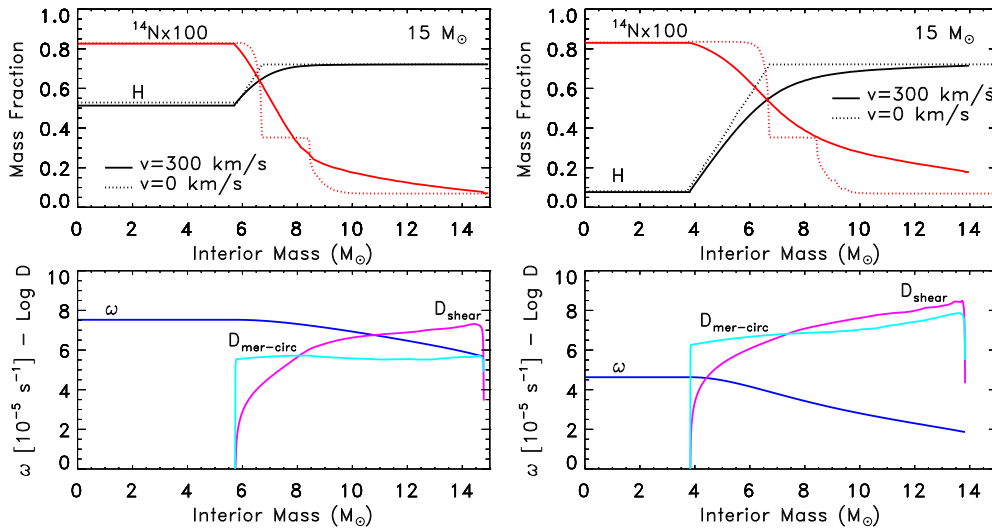 1.0
0.8
0.6
0.4
0.2
0.0
Mass Fraction
¹⁴Nx100
15 M☉
H
v=300 km/s
v=0 km/s
0 2 4 6 8 10 12 14
Interior Mass (M☉)
1.0
0.8
0.6
0.4
0.2
0.0
Mass Fraction
¹⁴Nx100
15 M☉
v=300 km/s
v=0 km/s
H
0 2 4 6 8 10 12 14
Interior Mass (M☉)
10
8
6
4
2
0
ω [10⁻⁵ s⁻¹] – Log D
ω
D_shear
D_mer–circ
0 2 4 6 8 10 12 14
Interior Mass (M☉)
10
8
6
4
2
0
ω [10⁻⁵ s⁻¹] – Log D
D_shear
D_mer–circ
ω
0 2 4 6 8 10 12 14
Interior Mass (M☉)